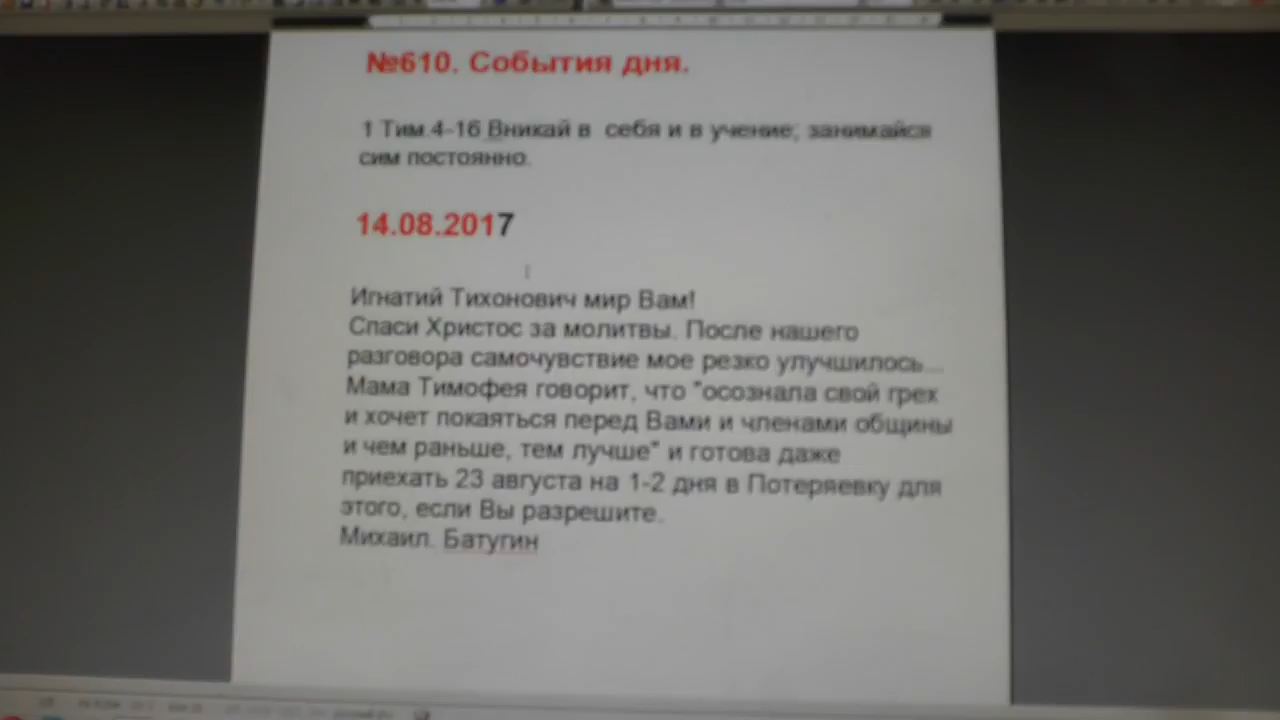 №610. События дня.
1 Тим.4-16 Вникай в себя и в учение; занимайся
сим постоянно.
14.08.2017
Игнатий Тихонович мир Вам!
Спаси Христос за молитвы. После нашего
разговора самочувствие мое резко улучшилось...
Мама Тимофея говорит, что "осознала свой грех
и хочет покаяться перед Вами и членами общины
и чем раньше, тем лучше" и готова даже
приехать 23 августа на 1-2 дня в Потеряевку для
этого, если Вы разрешите.
Михаил. Батугин